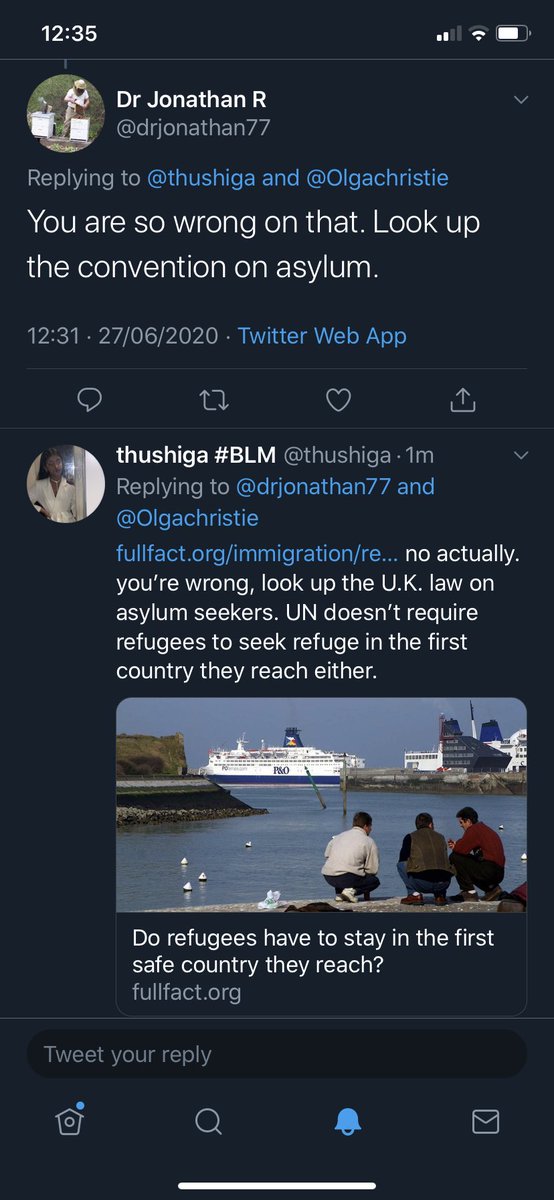 12:35
Dr Jonathan R
@drjonathan77
Replying to @thushiga and @Olgachristie
You are so wrong on that. Look up
the convention on asylum.
12:31 · 27/06/2020 · Twitter Web App
thushiga #BLM @thushiga · 1m
Replying to @drjonathan77 and
@Olgachristie
fullfact.org/immigration/re... no actually.
you’re wrong, look up the U.K. law on
asylum seekers. UN doesn’t require
refugees to seek refuge in the first
country they reach either.
P&O
Do refugees have to stay in the first
safe country they reach?
fullfact.org
Tweet your reply